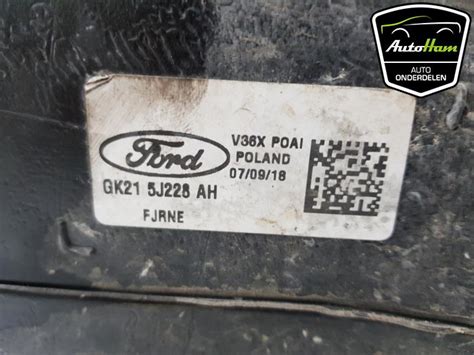 AutoHam
AUTO
ONDERDELEN
Ford
V36X POAI
POLAND
07/09/18
GK21 5J228 AH
FJRNE